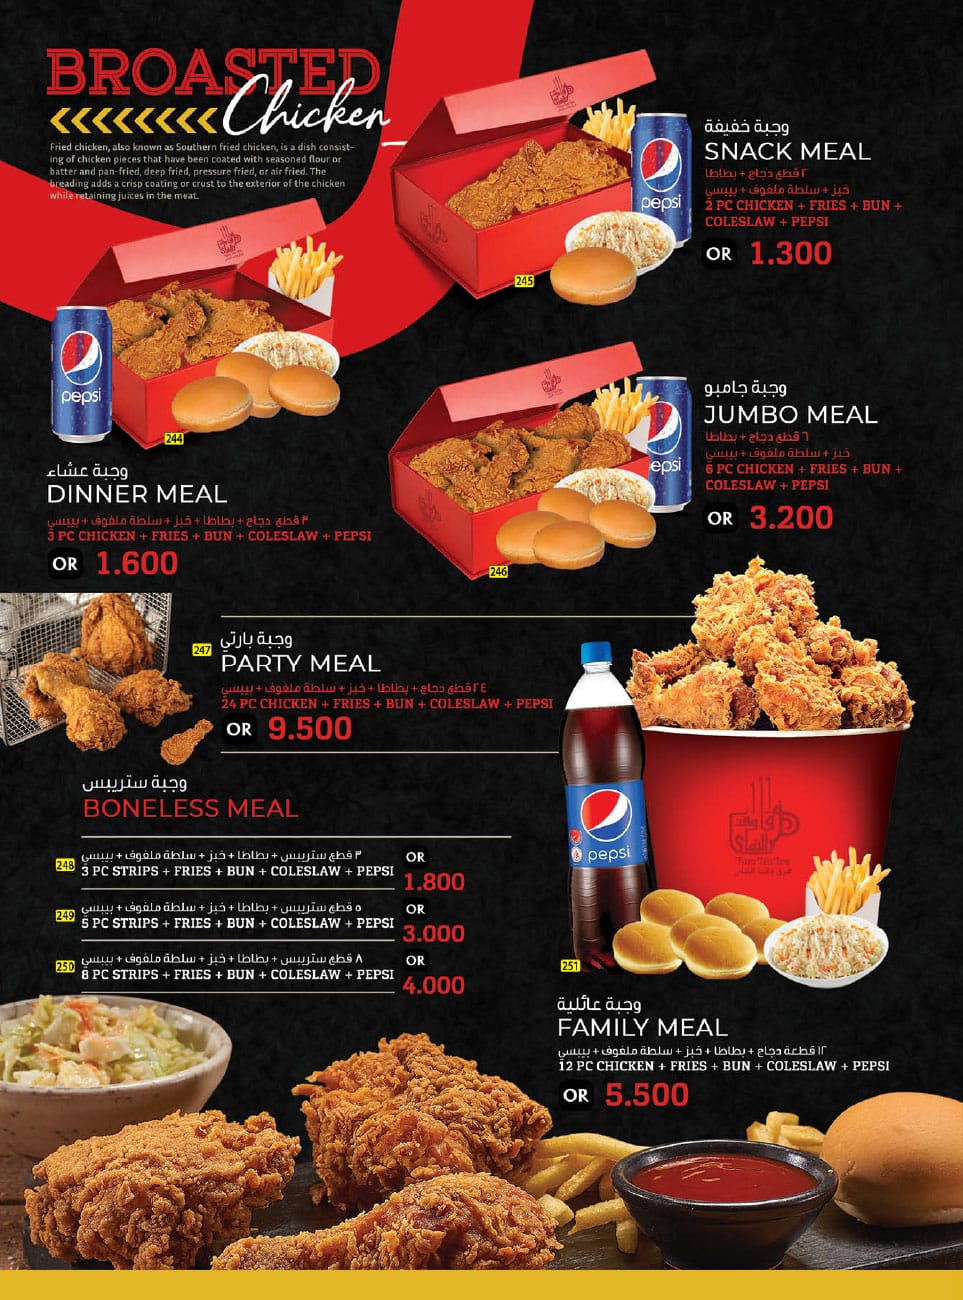 BROASTED
Chicken
Fried chicken, also known as Southern fried chicken, is a dish consist-
ing of chicken pieces that have been coated with seasoned flour or
batter and pan-fried, deep fried, pressure fried, or air fried. The
breading adds a crisp coating or crust to the exterior of the chicken
while retaining juices in the meat.
pepsi
245
وجبة خفيفة
SNACK MEAL
٢ قطع دجاج + بطاطا
خبز + سلطة ملفوف + بيبسي
2 PC CHICKEN + FRIES + BUN +
COLESLAW + PEPSI
OR 1.300
pepsi
244
وجبة عشاء
DINNER MEAL
٣ قطع دجاج + بطاطا + خبز + سلطة ملفوف + بيبسي
3 PC CHICKEN + FRIES + BUN + COLESLAW + PEPSI
OR 1.600
epsi
246
وجبة جامبو
JUMBO MEAL
٦ قطع دجاج + بطاطا
خبز + سلطة ملفوف + بيبسي
6 PC CHICKEN + FRIES + BUN +
COLESLAW + PEPSI
OR 3.200
247
وجبة بارتي
PARTY MEAL
٢٤ قطع دجاج + بطاطا + خبز + سلطة ملفوف + بيبسي
24 PC CHICKEN + FRIES + BUN + COLESLAW + PEPSI
OR 9.500
وجبة ستريبس
BONELESS MEAL
248
٣ قطع ستريبس + بطاطا + خبز + سلطة ملفوف + بيبسي
3 PC STRIPS + FRIES + BUN + COLESLAW + PEPSI
OR
1.800
249
٥ قطع ستريبس + بطاطا + خبز + سلطة ملفوف + بيبسي
5 PC STRIPS + FRIES + BUN + COLESLAW + PEPSI
OR
3.000
250
٨ قطع ستريبس + بطاطا + خبز + سلطة ملفوف + بيبسي
8 PC STRIPS + FRIES + BUN + COLESLAW + PEPSI
OR
4.000
pepsi
251
وجبة عائلية
FAMILY MEAL
١٢ قطعة دجاج + بطاطا + خبز + سلطة ملفوف + بيبسي
12 PC CHICKEN + FRIES + BUN + COLESLAW + PEPSI
OR 5.500